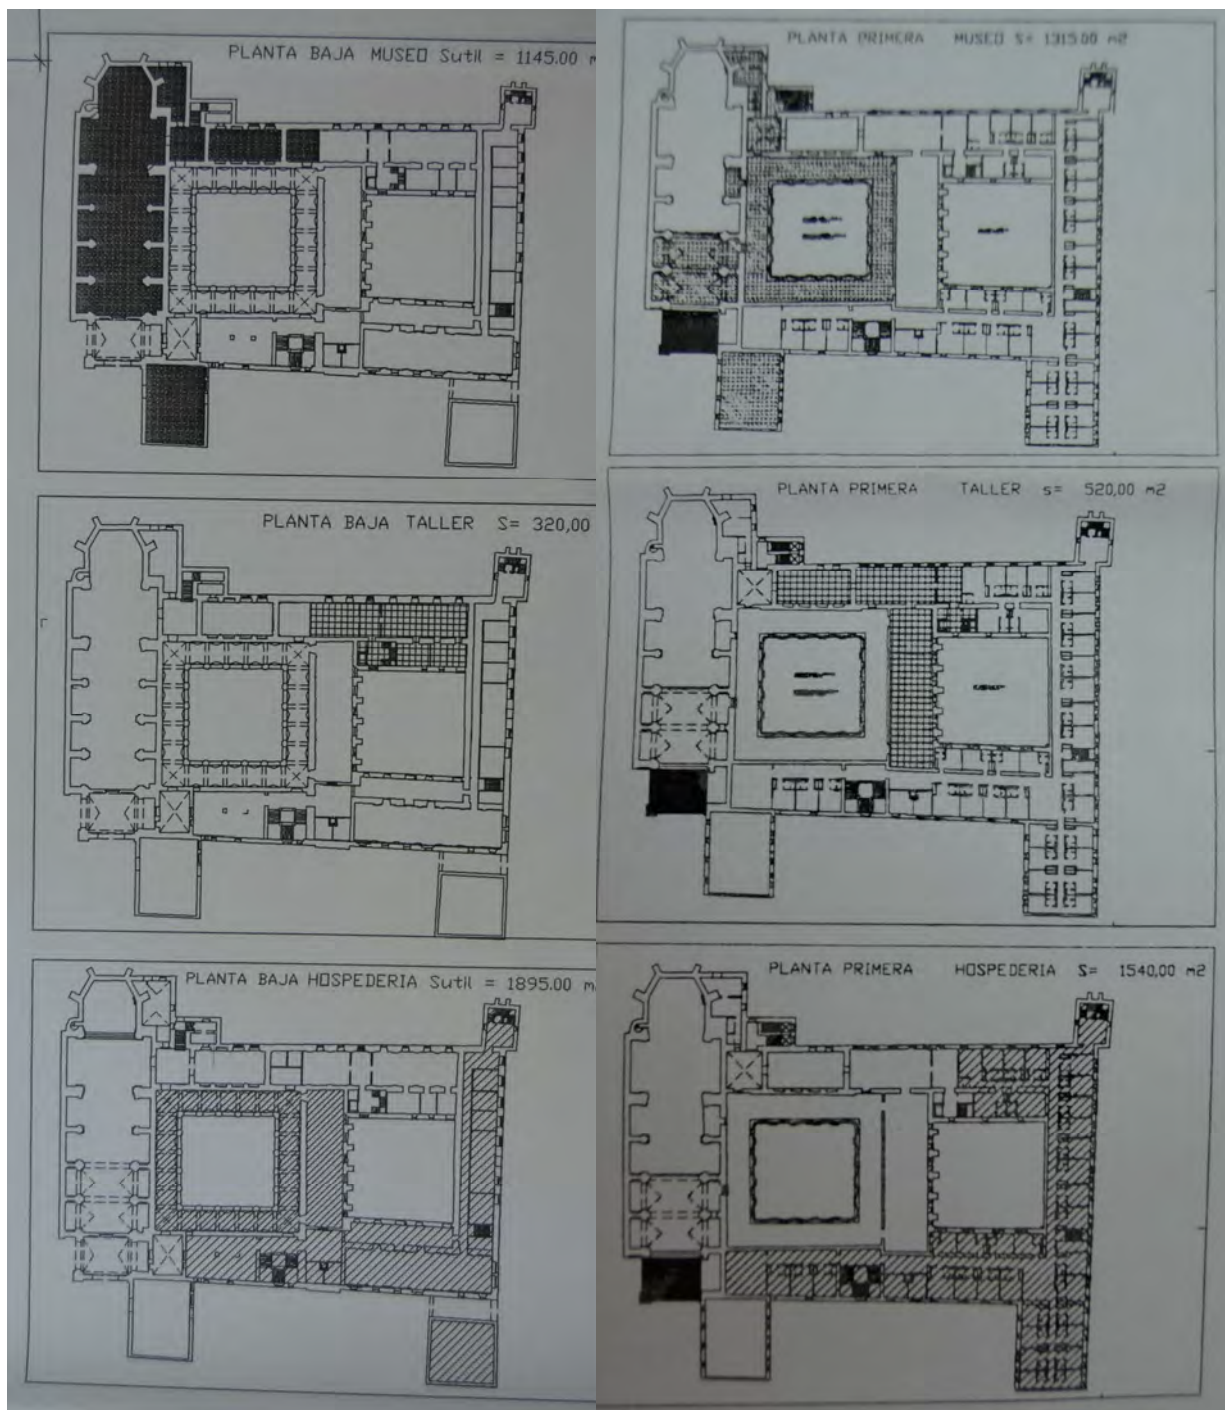 PLANTA BAJA MUSEO Sutil = 1145.00 m
PLANTA PRIMERA MUSEO S= 1315.00 m2
PLANTA BAJA TALLER S= 320,00
PLANTA PRIMERA TALLER s= 520,00 m2
PLANTA BAJA HOSPEDERIA Sutil = 1895.00 m
PLANTA PRIMERA HOSPEDERIA S= 1540,00 m2